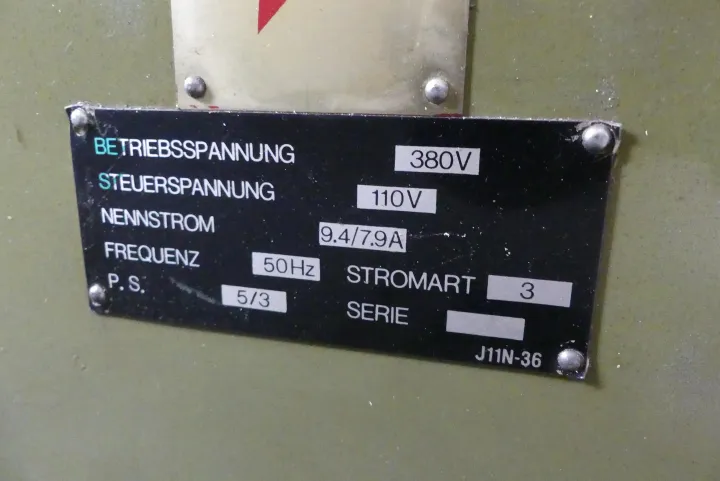 BETRIEBSSPANNUNG 380V
STEUERSPANNUNG 110V
NENNSTROM 9.4/7.9A
FREQUENZ 50Hz STROMART 3
P.S. 5/3 SERIE
J11N-36